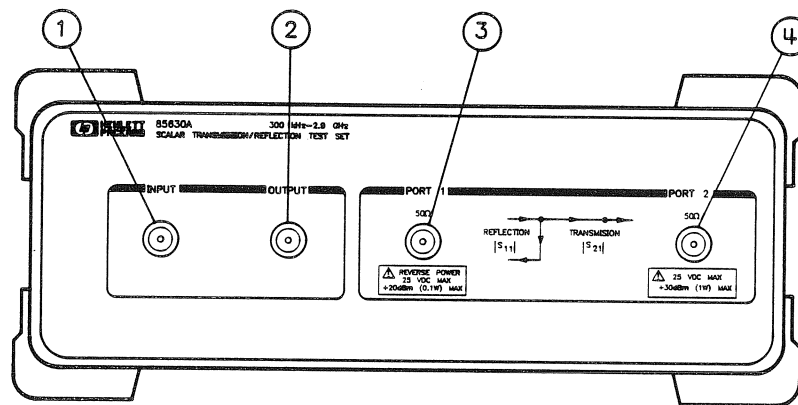 1
2
3
4
hp HEWLETT PACKARD 85630A 300 kHz-2.9 GHz
SCALAR TRANSMISSION/REFLECTION TEST SET
INPUT OUTPUT PORT 1 PORT 2
50Ω 50Ω
REFLECTION TRANSMISION
|S11| |S21|
REVERSE POWER
25 VDC MAX
+20dBm (0.1W) MAX
25 VDC MAX
+30dBm (1W) MAX